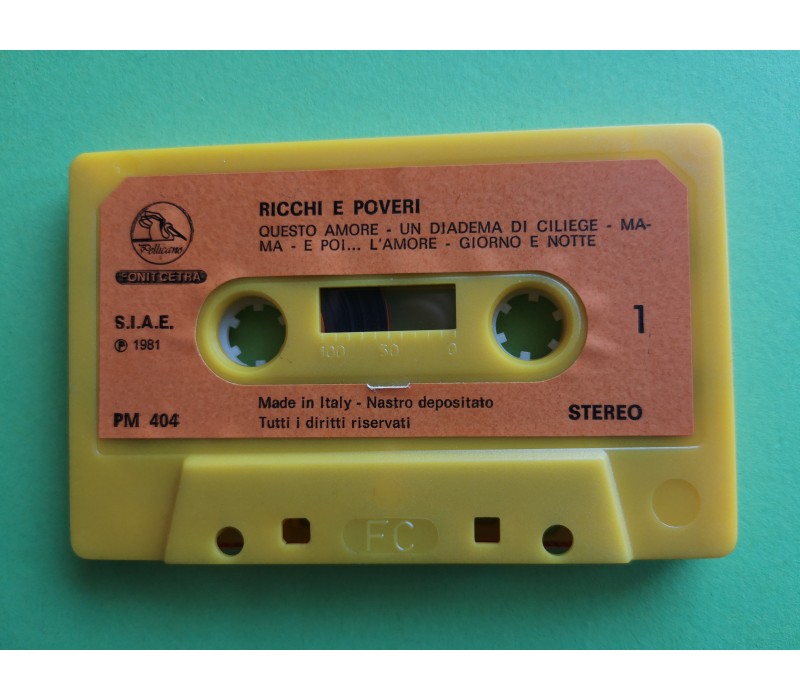 RICCHI E POVERI
QUESTO AMORE - UN DIADEMA DI CILIEGE - MA-
MA - E POI... L'AMORE - GIORNO E NOTTE
Pellicano
FONIT CETRA
S.I.A.E.
Ⓟ 1981
1
100 50 0
PM 404
Made in Italy - Nastro depositato
Tutti i diritti riservati
STEREO
FC